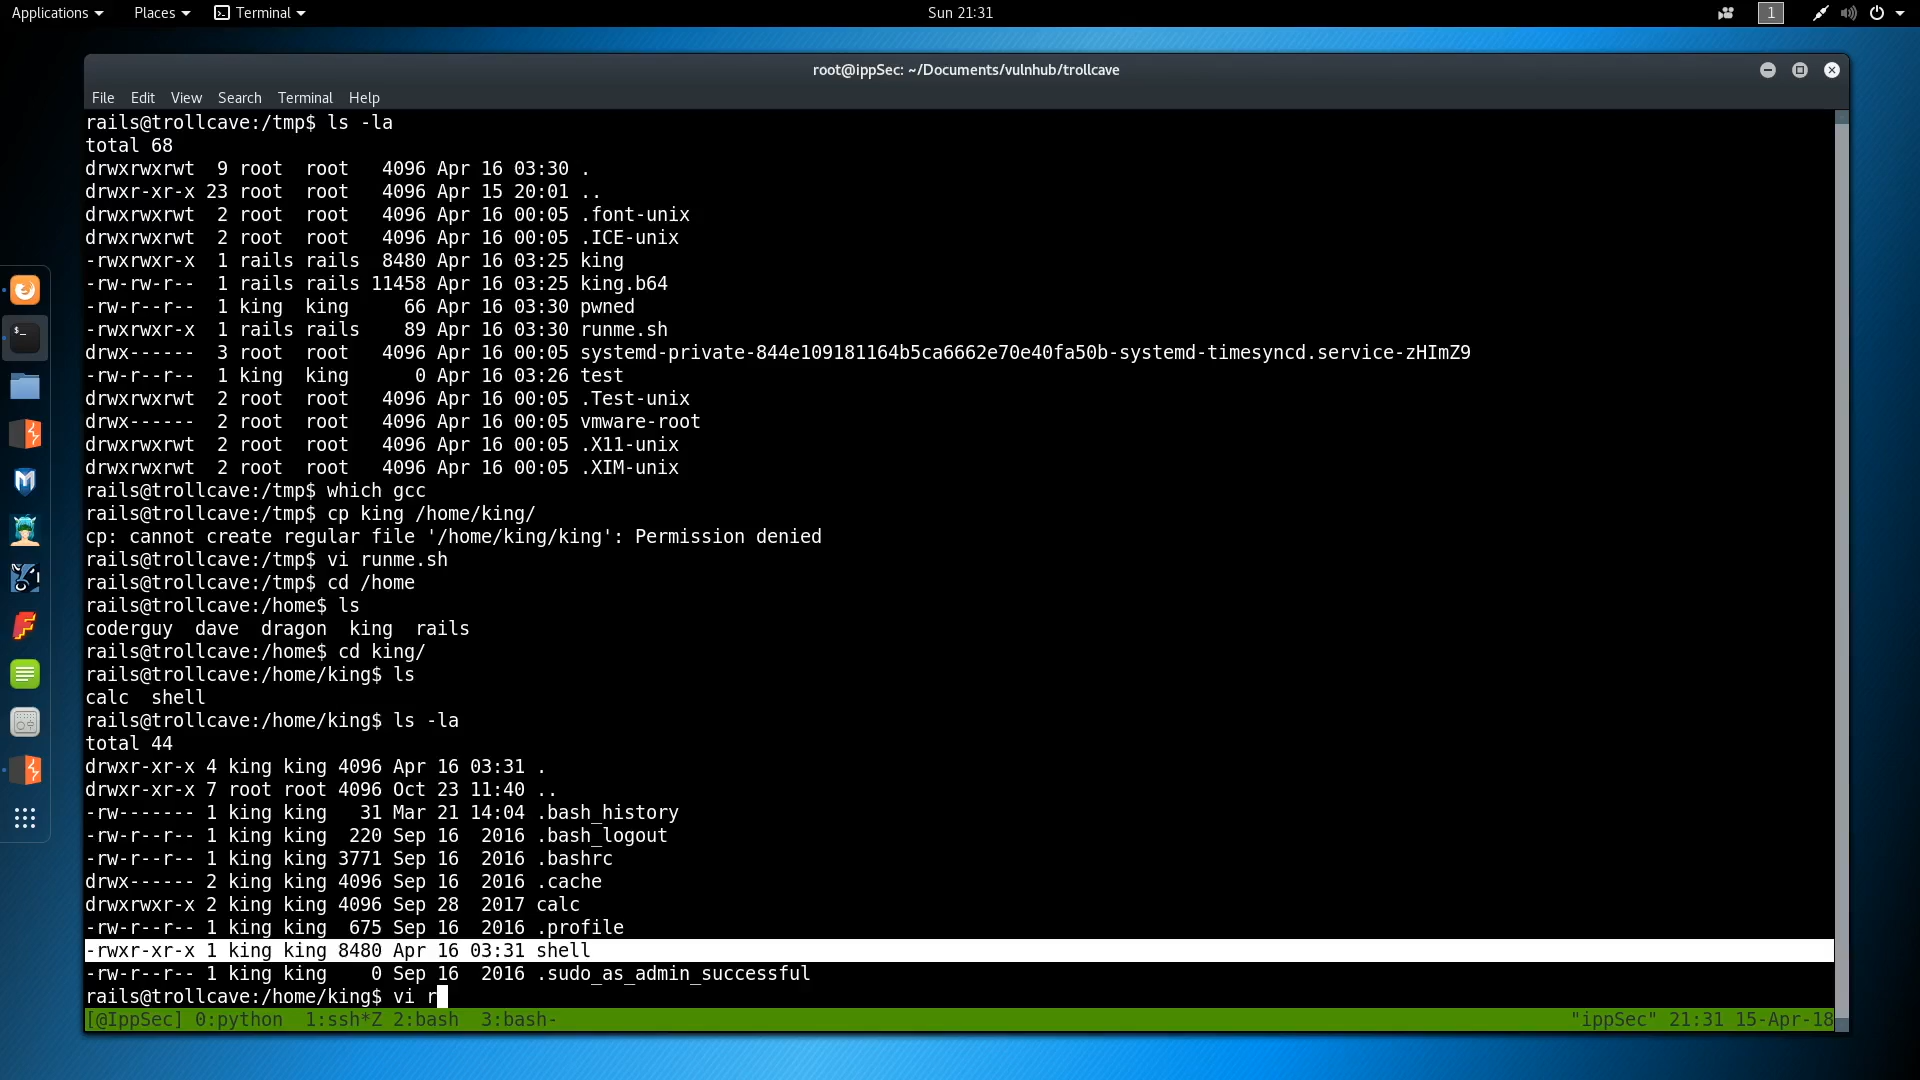 Applications Places Terminal Sun 21:31 1
root@ippSec: ~/Documents/vulnhub/trollcave
File Edit View Search Terminal Help
rails@trollcave:/tmp$ ls -la
total 68
drwxrwxrwt  9 root  root   4096 Apr 16 03:30 .
drwxr-xr-x 23 root  root   4096 Apr 15 20:01 ..
drwxrwxrwt  2 root  root   4096 Apr 16 00:05 .font-unix
drwxrwxrwt  2 root  root   4096 Apr 16 00:05 .ICE-unix
-rwxrwxr-x  1 rails rails  8480 Apr 16 03:25 king
-rw-rw-r--  1 rails rails 11458 Apr 16 03:25 king.b64
-rw-r--r--  1 king  king     66 Apr 16 03:30 pwned
-rwxrwxr-x  1 rails rails    89 Apr 16 03:30 runme.sh
drwx------  3 root  root   4096 Apr 16 00:05 systemd-private-844e109181164b5ca6662e70e40fa50b-systemd-timesyncd.service-zHImZ9
-rw-r--r--  1 king  king      0 Apr 16 03:26 test
drwxrwxrwt  2 root  root   4096 Apr 16 00:05 .Test-unix
drwx------  2 root  root   4096 Apr 16 00:05 vmware-root
drwxrwxrwt  2 root  root   4096 Apr 16 00:05 .X11-unix
drwxrwxrwt  2 root  root   4096 Apr 16 00:05 .XIM-unix
rails@trollcave:/tmp$ which gcc
rails@trollcave:/tmp$ cp king /home/king/
cp: cannot create regular file '/home/king/king': Permission denied
rails@trollcave:/tmp$ vi runme.sh
rails@trollcave:/tmp$ cd /home
rails@trollcave:/home$ ls
coderguy  dave  dragon  king  rails
rails@trollcave:/home$ cd king/
rails@trollcave:/home/king$ ls
calc  shell
rails@trollcave:/home/king$ ls -la
total 44
drwxr-xr-x 4 king king 4096 Apr 16 03:31 .
drwxr-xr-x 7 root root 4096 Oct 23 11:40 ..
-rw------- 1 king king   31 Mar 21 14:04 .bash_history
-rw-r--r-- 1 king king  220 Sep 16  2016 .bash_logout
-rw-r--r-- 1 king king 3771 Sep 16  2016 .bashrc
drwx------ 2 king king 4096 Sep 16  2016 .cache
drwxrwxr-x 2 king king 4096 Sep 28  2017 calc
-rw-r--r-- 1 king king  675 Sep 16  2016 .profile
-rwxr-xr-x 1 king king 8480 Apr 16 03:31 shell
-rw-r--r-- 1 king king    0 Sep 16  2016 .sudo_as_admin_successful
rails@trollcave:/home/king$ vi r
[@IppSec] 0:python  1:ssh*Z 2:bash  3:bash- "ippSec" 21:31 15-Apr-18